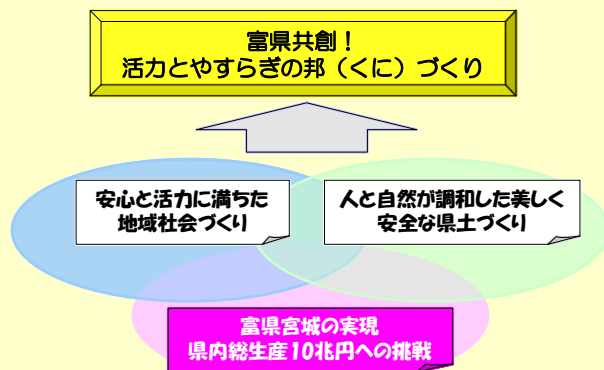 富県共創！
活力とやすらぎの邦（くに）づくり
安心と活力に満ちた
地域社会づくり
人と自然が調和した美しく
安全な県土づくり
富県宮城の実現
県内総生産10兆円への挑戦